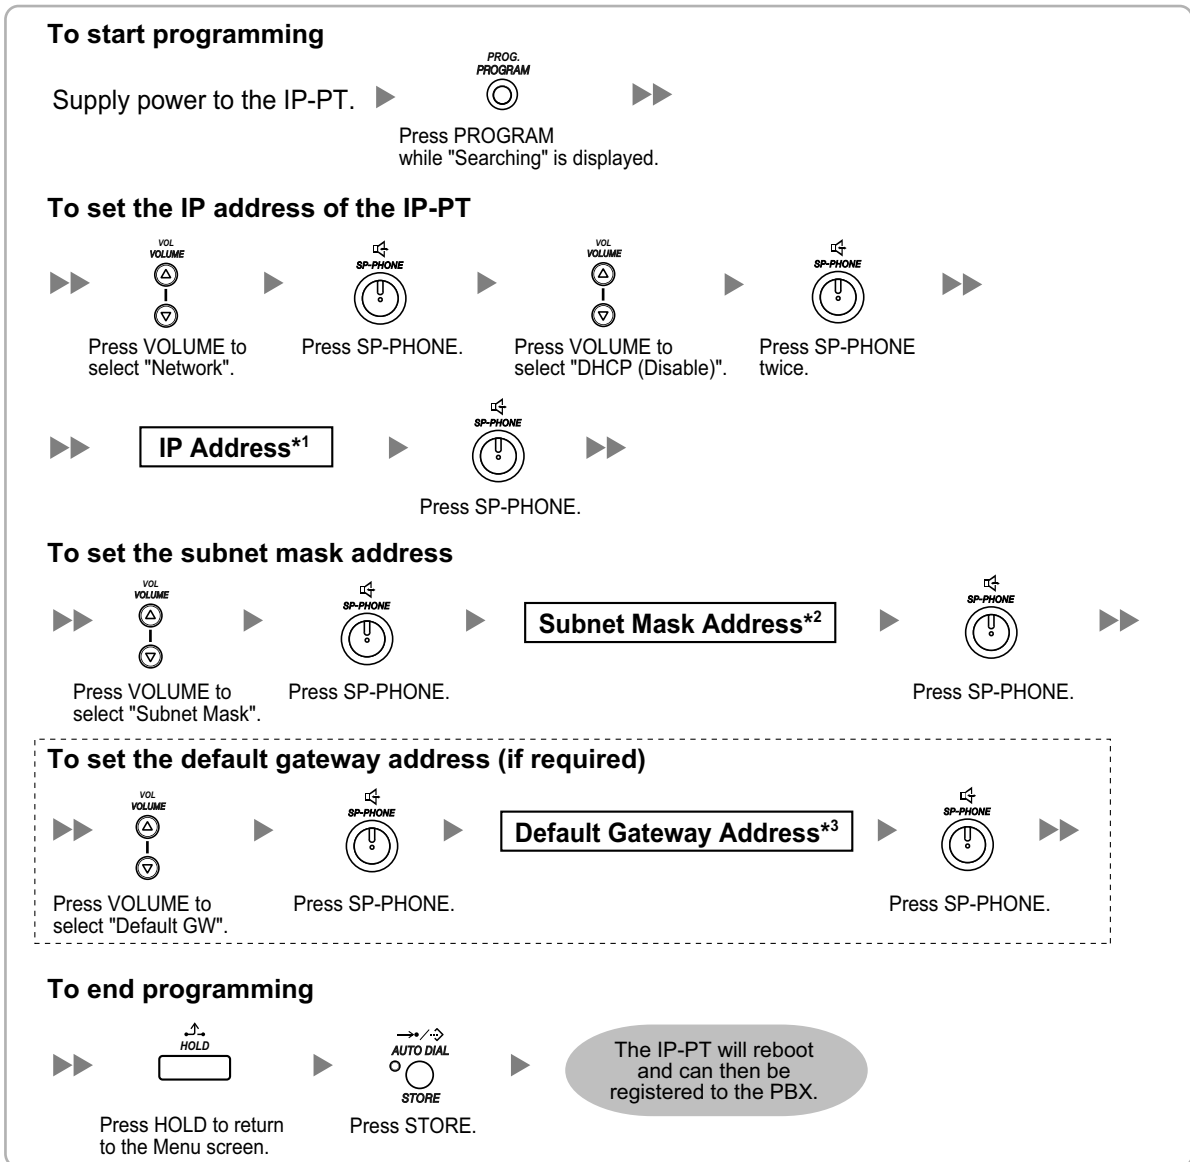 To start programming
PROG.
PROGRAM
Supply power to the IP-PT.
Press PROGRAM
while "Searching" is displayed.
To set the IP address of the IP-PT
VOL
VOLUME
SP-PHONE
VOL
VOLUME
SP-PHONE
Press VOLUME to
select "Network".
Press SP-PHONE.
Press VOLUME to
select "DHCP (Disable)".
Press SP-PHONE
twice.
IP Address*1
SP-PHONE
Press SP-PHONE.
To set the subnet mask address
VOL
VOLUME
SP-PHONE
Subnet Mask Address*2
SP-PHONE
Press VOLUME to
select "Subnet Mask".
Press SP-PHONE.
Press SP-PHONE.
To set the default gateway address (if required)
VOL
VOLUME
SP-PHONE
Default Gateway Address*3
SP-PHONE
Press VOLUME to
select "Default GW".
Press SP-PHONE.
Press SP-PHONE.
To end programming
HOLD
AUTO DIAL
STORE
Press HOLD to return
to the Menu screen.
Press STORE.
The IP-PT will reboot
and can then be
registered to the PBX.